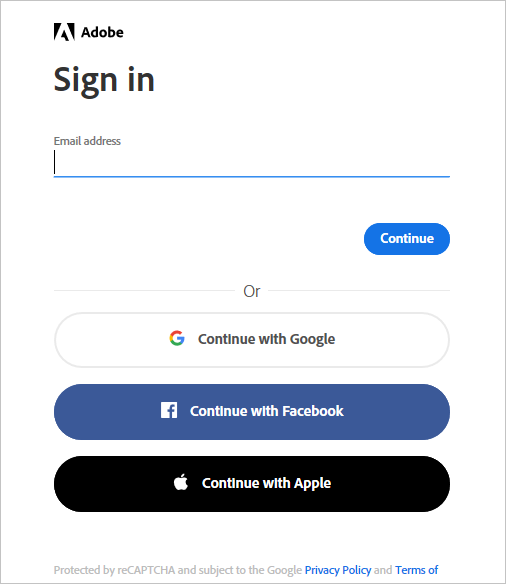 Adobe
Sign in
Email address
Continue
Or
Continue with Google
Continue with Facebook
Continue with Apple
Protected by reCAPTCHA and subject to the Google Privacy Policy and Terms of